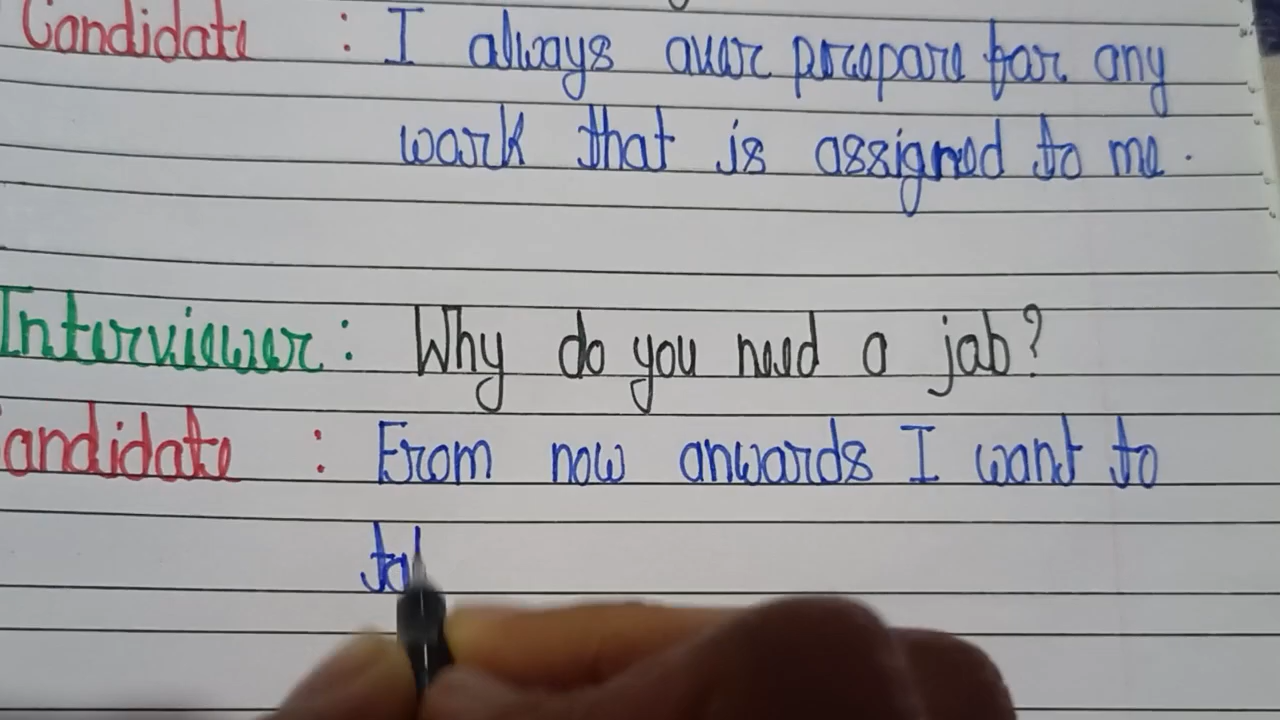 Candidate : I always ever prepare for any
work that is assigned to me.
Interviewer : Why do you need a job?
andidate : From now onwards I want to
ta